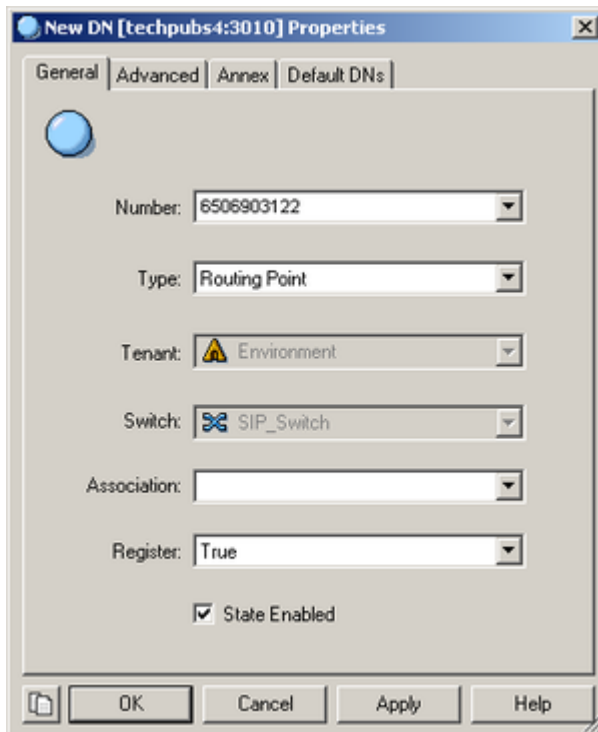 New DN [techpubs4:3010] Properties
General Advanced Annex Default DNs
Number: 6506903122
Type: Routing Point
Tenant: Environment
Switch: SIP_Switch
Association:
Register: True
State Enabled
OK Cancel Apply Help